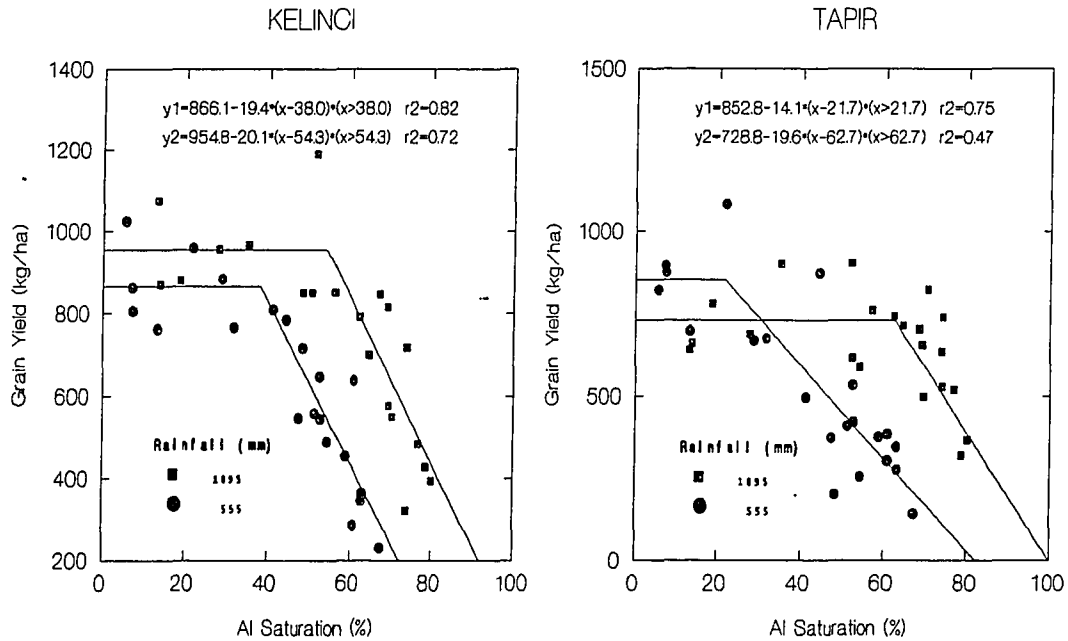 KELINCI
1400
1200
1000
800
600
400
200
Grain Yield (kg/ha)
y1=866.1-19.4*(x-38.0)*(x>38.0) r2=0.82
y2=954.8-20.1*(x-54.3)*(x>54.3) r2=0.72
Rainfall (mm)
1895
555
0 20 40 60 80 100
Al Saturation (%)
TAPIR
1500
1000
500
0
Grain Yield (kg/ha)
y1=852.8-14.1*(x-21.7)*(x>21.7) r2=0.75
y2=728.8-19.6*(x-62.7)*(x>62.7) r2=0.47
Rainfall (mm)
1895
555
0 20 40 60 80 100
Al Saturation (%)